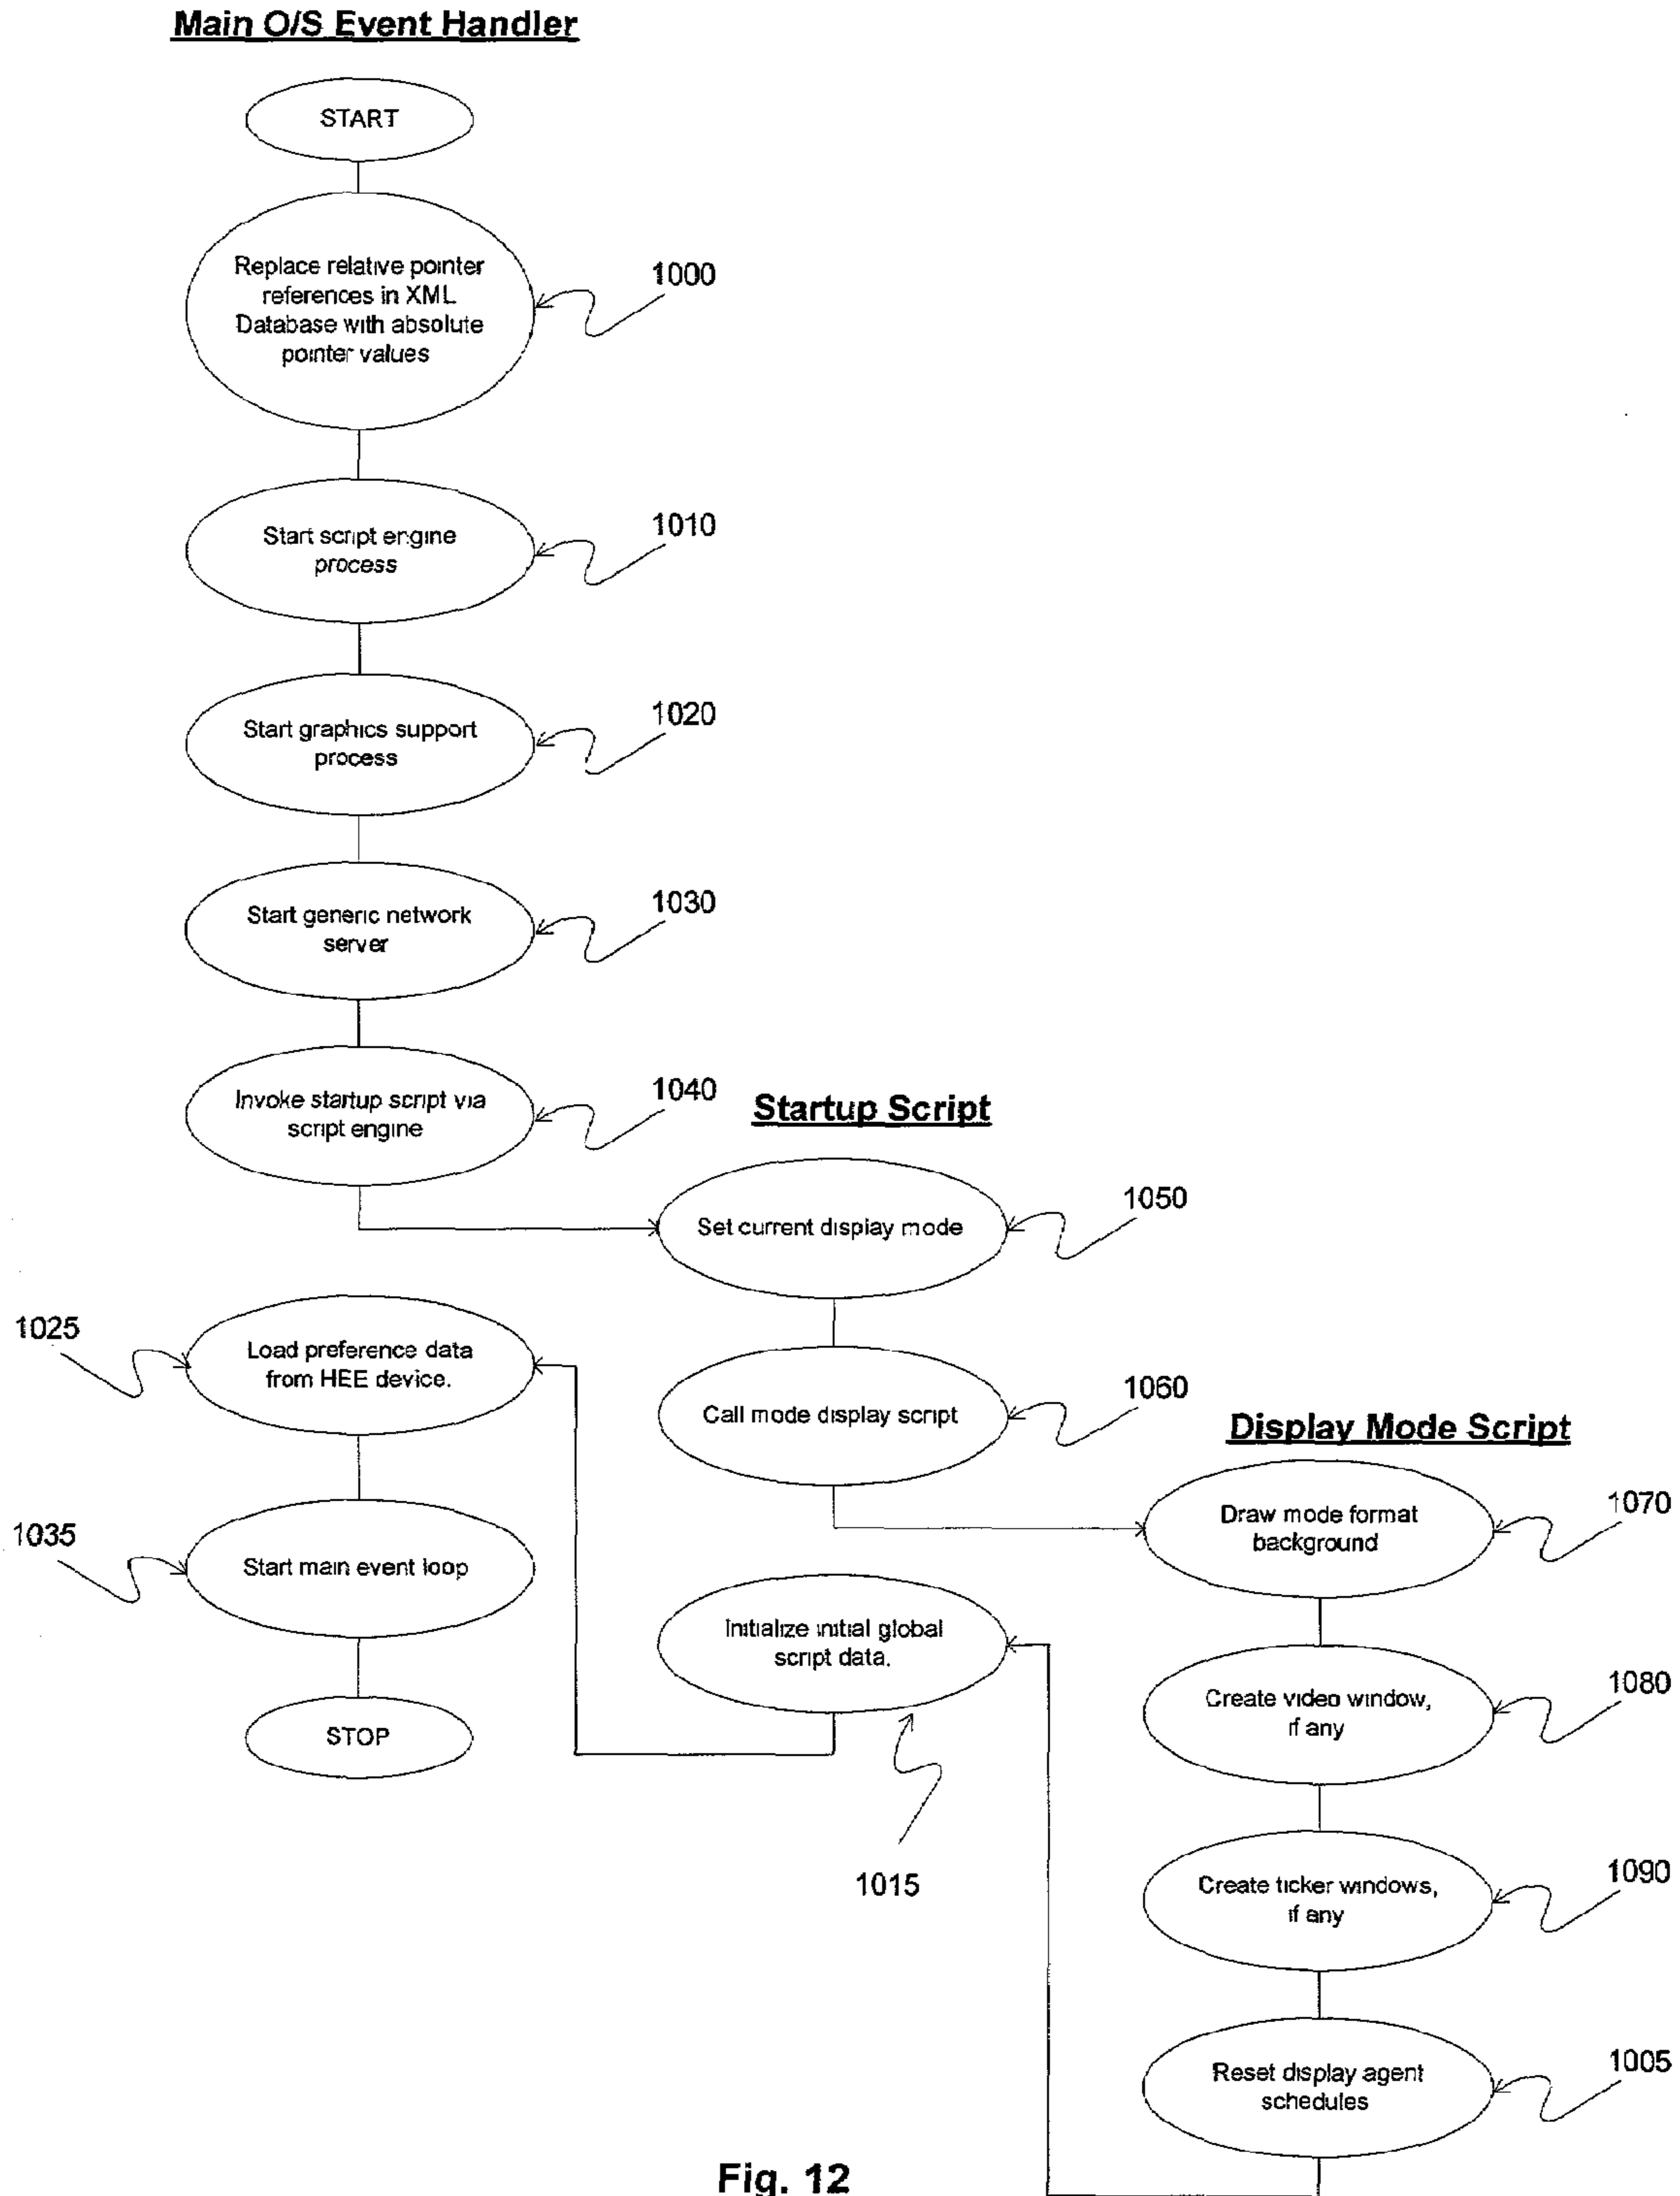 Main O/S Event Handler
START
Replace relative pointer
references in XML
Database with absolute
pointer values
1000
Start script engine
process
1010
Start graphics support
process
1020
Start generic network
server
1030
Invoke startup script via
script engine
1040
Startup Script
Set current display mode
1050
Call mode display script
1060
Display Mode Script
Draw mode format
background
1070
Create video window,
if any
1080
Create ticker windows,
if any
1090
Reset display agent
schedules
1005
Initialize initial global
script data.
1015
Load preference data
from HEE device.
1025
Start main event loop
1035
STOP
Fig. 12